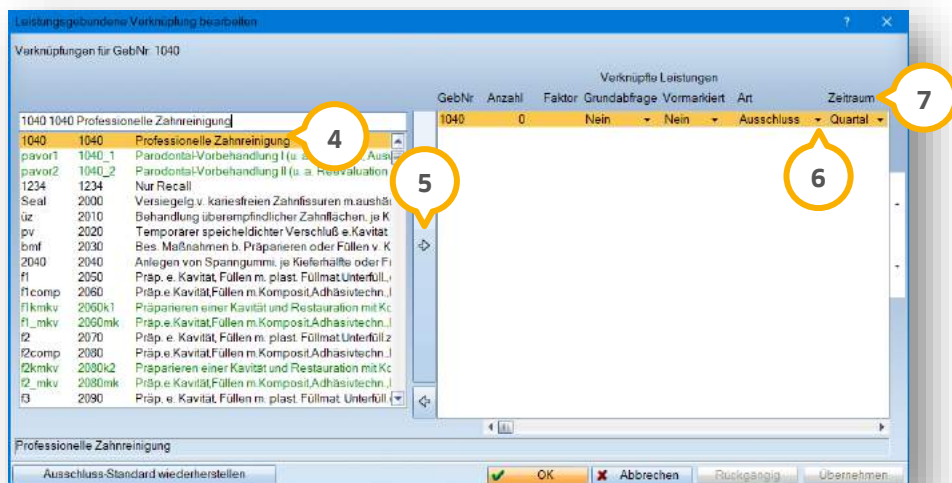 Leistungsgebundene Verknüpfung bearbeiten ? ✕
Verknüpfungen für GebNr. 1040
Verknüpfte Leistungen
GebNr Anzahl Faktor Grundabfrage Vormarkiert Art Zeitraum
7
1040 1040 Professionelle Zahnreinigung
1040 0 Nein Nein Ausschluss Quartal
1040 1040 Professionelle Zahnreinigung
4
pavor1 1040_1 Parodontal-Vorbehandlung I (u. a.
pavor2 1040_2 Parodontal-Vorbehandlung II (u. a. Reevaluation
5
6
1234 1234 Nur Recall
Seal 2000 Versiegelg.v. kariesfreien Zahnfissuren m.aushär
üz 2010 Behandlung überempfindlicher Zahnflächen, je K
pv 2020 Temporärer speicheldichter Verschluß e.Kavität
bmf 2030 Bes. Maßnahmen b. Präparieren oder Füllen v. K
2040 2040 Anlegen von Spanngummi, je Kieferhälfte oder Fr
f1 2050 Präp. e. Kavität, Füllen m. plast. Füllmat.Unterfüll.,
f1comp 2060 Präp.e.Kavität,Füllen m.Komposit,Adhäsivtechn.,
f1kmkv 2060k1 Präparieren einer Kavität und Restauration mit Kc
f1_mkv 2060mk Präp.e.Kavität,Füllen m.Komposit,Adhäsivtechn.,
f2 2070 Präp. e. Kavität, Füllen m. plast. Füllmat.Unterfüll.z
f2comp 2080 Präp.e.Kavität,Füllen m.Komposit,Adhäsivtechn.,
f2kmkv 2080k2 Präparieren einer Kavität und Restauration mit Kc
f2_mkv 2080mk Präp.e.Kavität,Füllen m.Komposit,Adhäsivtechn.,
f3 2090 Präp. e. Kavität, Füllen m. plast. Füllmat. Unterfüll.
Professionelle Zahnreinigung
Ausschluss-Standard wiederherstellen OK Abbrechen Rückgängig Übernehmen